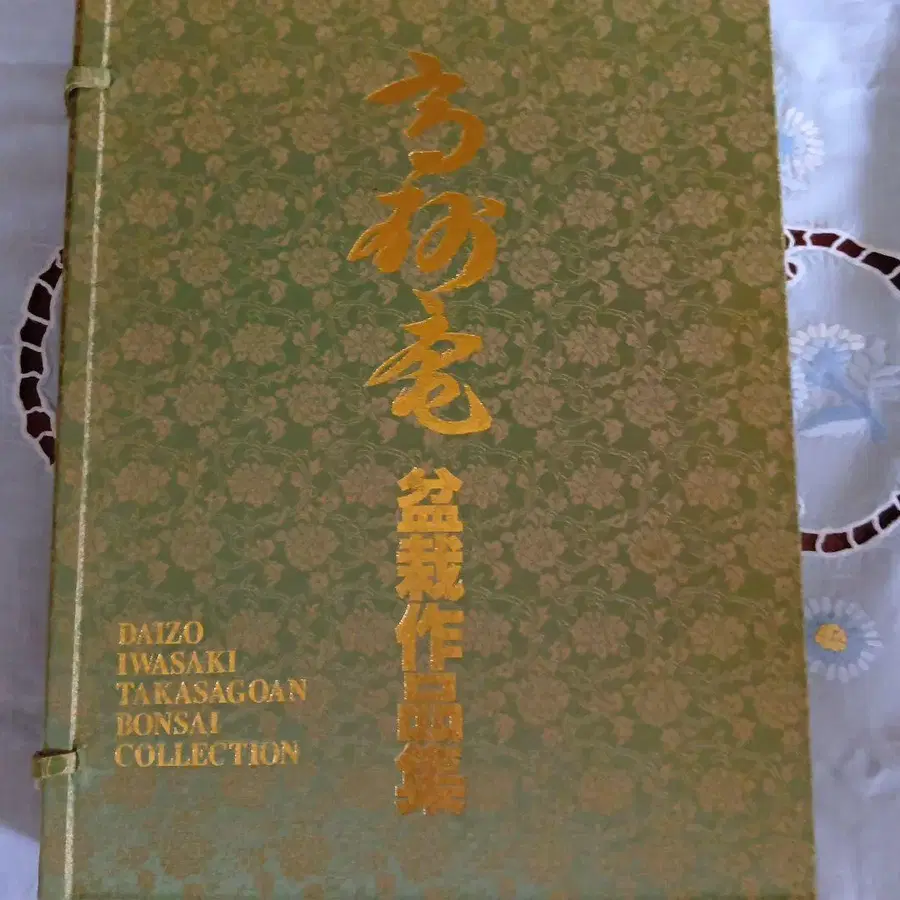 高砂庵
盆栽作品集
DAIZO
IWASAKI
TAKASAGOAN
BONSAI
COLLECTION